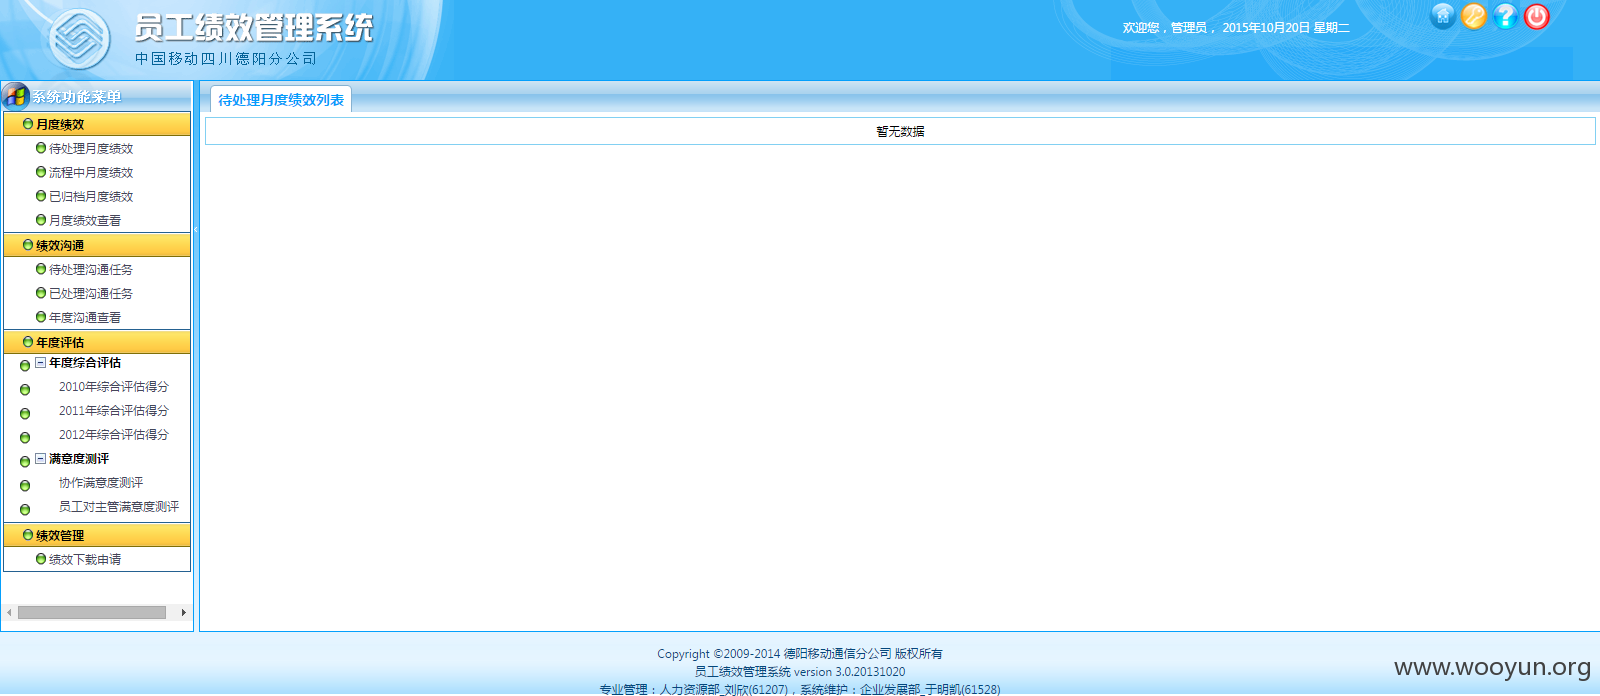 员工绩效管理系统
中国移动四川德阳分公司
欢迎您，管理员， 2015年10月20日 星期二
系统功能菜单
月度绩效
待处理月度绩效
流程中月度绩效
已归档月度绩效
月度绩效查看
绩效沟通
待处理沟通任务
已处理沟通任务
年度沟通查看
年度评估
年度综合评估
2010年综合评估得分
2011年综合评估得分
2012年综合评估得分
满意度测评
协作满意度测评
员工对主管满意度测评
绩效管理
绩效下载申请
待处理月度绩效列表
暂无数据
Copyright ©2009-2014 德阳移动通信分公司 版权所有
员工绩效管理系统 version 3.0.20131020
专业管理：人力资源部_刘欣(61207)，系统维护：企业发展部_于明凯(61528)
www.wooyun.org